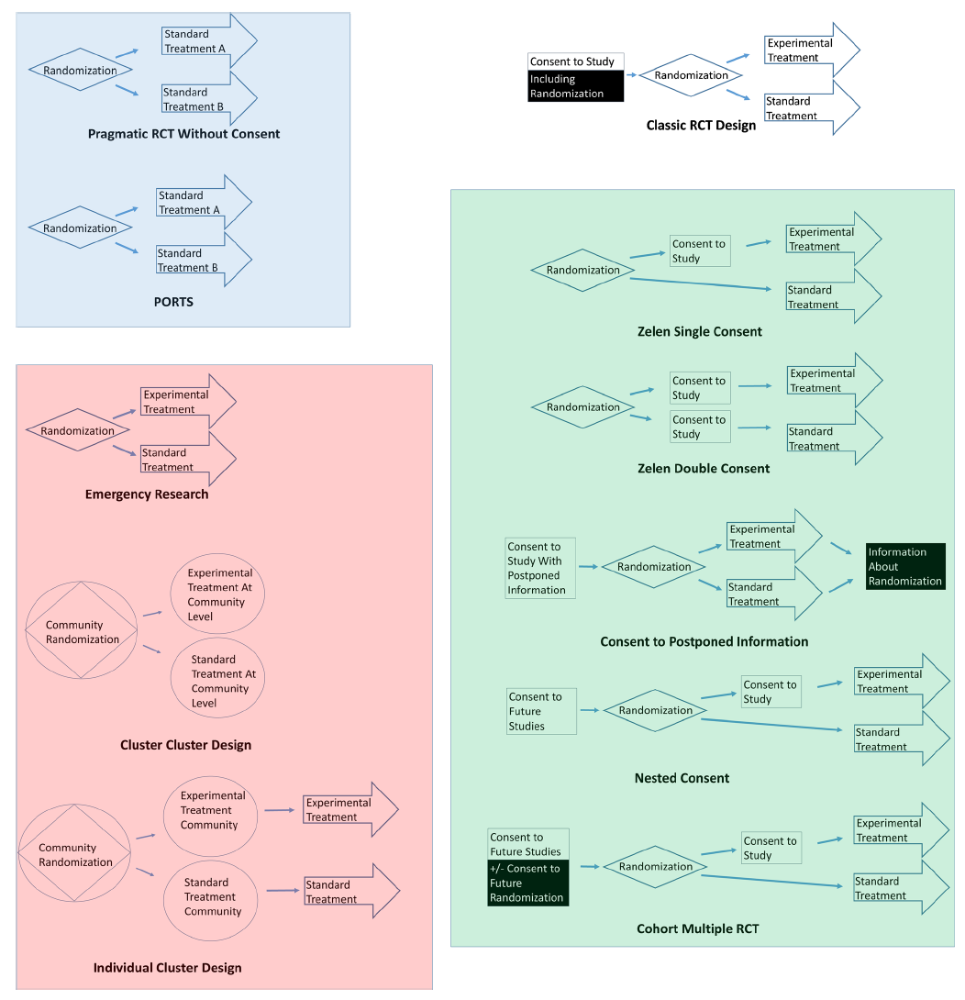 Standard
Treatment A
Randomization
Standard
Treatment B
Pragmatic RCT Without Consent
Standard
Treatment A
Randomization
Standard
Treatment B
PORTS
Experimental
Treatment
Consent to Study
Including
Randomization
Randomization
Standard
Treatment
Classic RCT Design
Experimental
Treatment
Randomization
Standard
Treatment
Emergency Research
Community
Randomization
Experimental
Treatment At
Community
Level
Standard
Treatment At
Community
Level
Cluster Cluster Design
Community
Randomization
Experimental
Treatment
Community
Experimental
Treatment
Standard
Treatment
Community
Standard
Treatment
Individual Cluster Design
Randomization
Consent to
Study
Experimental
Treatment
Standard
Treatment
Zelen Single Consent
Randomization
Consent to
Study
Experimental
Treatment
Consent to
Study
Standard
Treatment
Zelen Double Consent
Consent to
Study With
Postponed
Information
Randomization
Experimental
Treatment
Standard
Treatment
Information
About
Randomization
Consent to Postponed Information
Consent to
Future
Studies
Randomization
Consent to
Study
Experimental
Treatment
Standard
Treatment
Nested Consent
Consent to
Future Studies
+/- Consent to
Future
Randomization
Randomization
Consent to
Study
Experimental
Treatment
Standard
Treatment
Cohort Multiple RCT